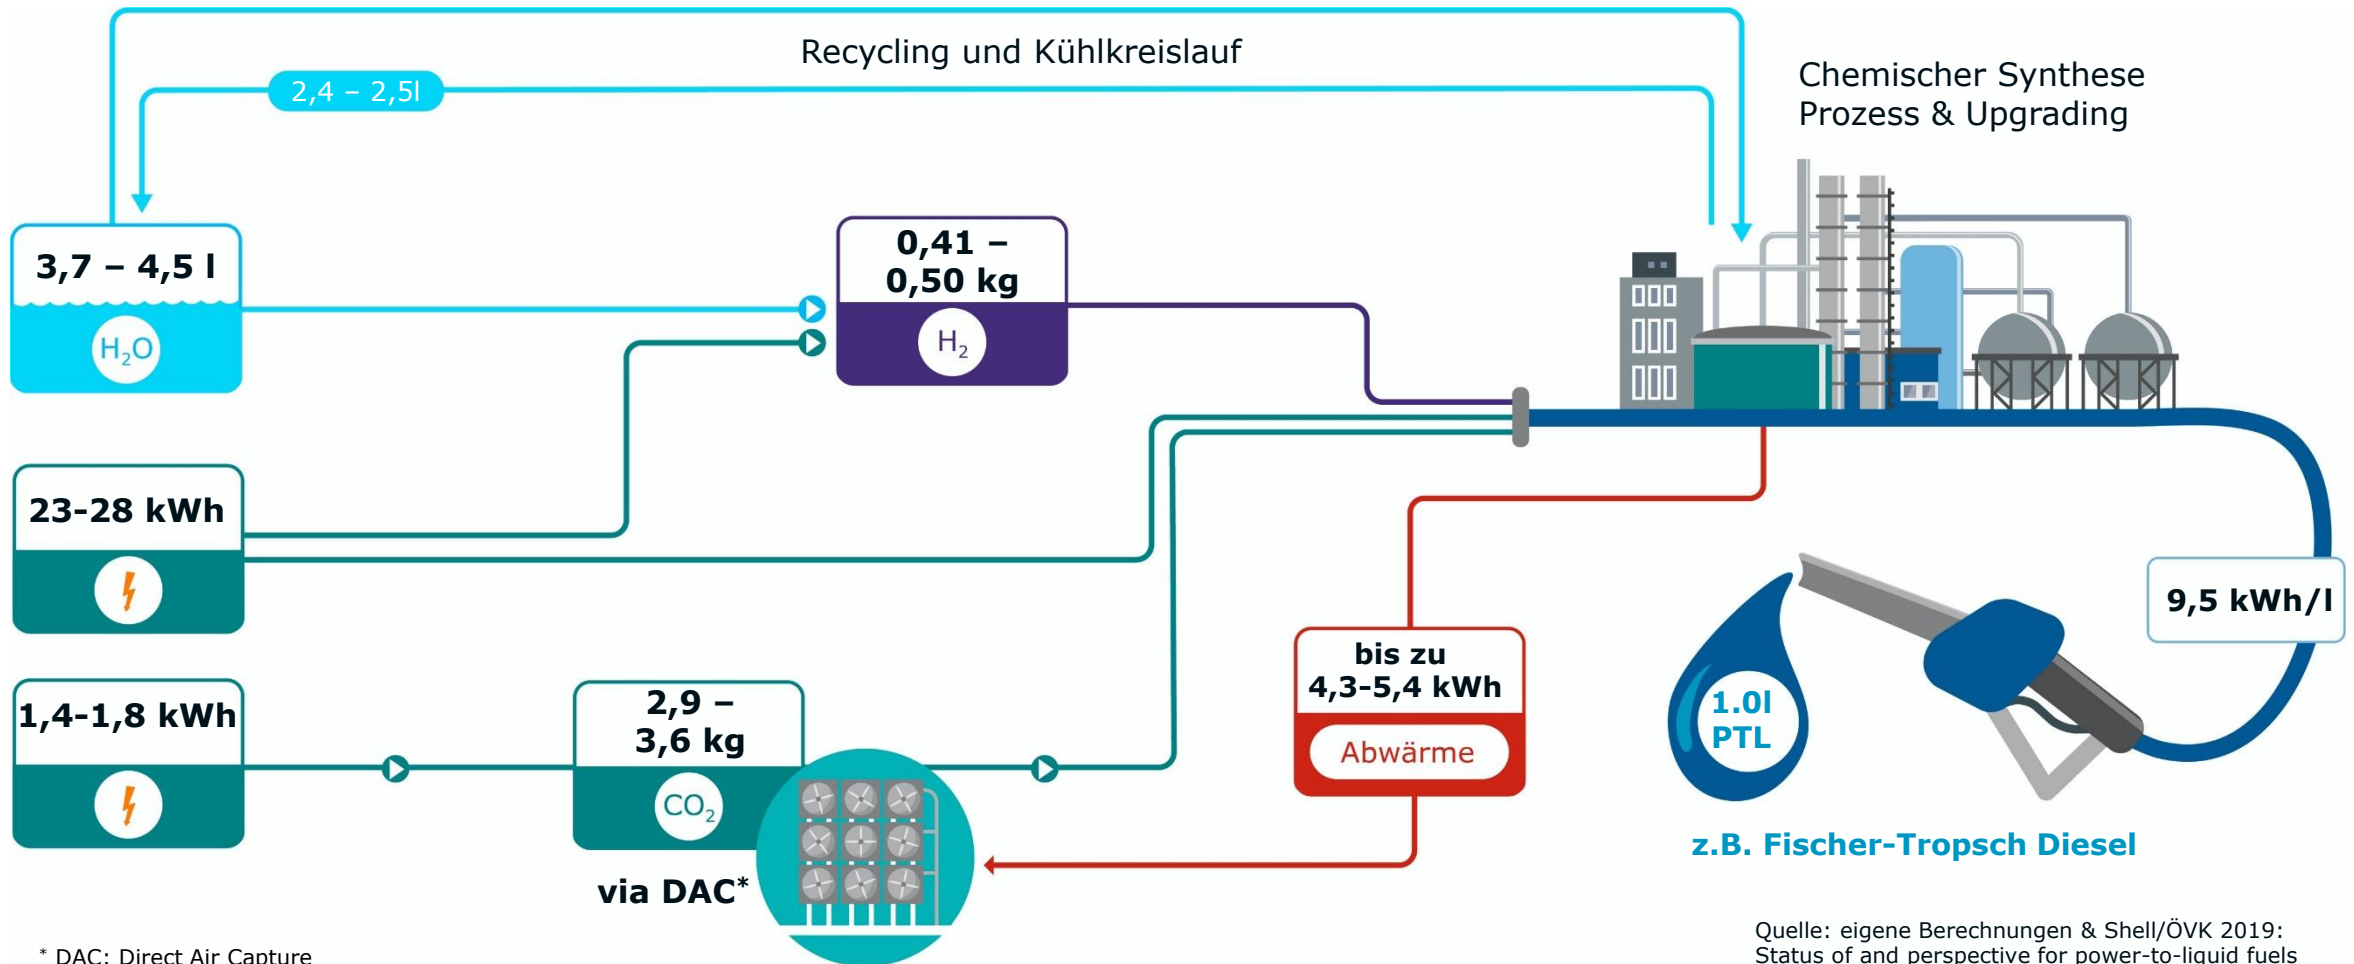 Recycling und Kühlkreislauf
2,4 – 2,5l
Chemischer Synthese
Prozess & Upgrading
3,7 – 4,5 l
H₂O
0,41 –
0,50 kg
H₂
23-28 kWh
1,4-1,8 kWh
2,9 –
3,6 kg
CO₂
via DAC*
bis zu
4,3-5,4 kWh
Abwärme
9,5 kWh/l
1.0l
PTL
z.B. Fischer-Tropsch Diesel
* DAC: Direct Air Capture
Quelle: eigene Berechnungen & Shell/ÖVK 2019:
Status of and perspective for power-to-liquid fuels